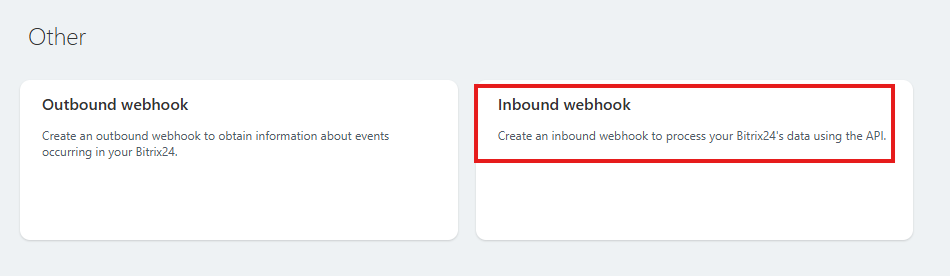 Other
Outbound webhook
Create an outbound webhook to obtain information about events
occurring in your Bitrix24.
Inbound webhook
Create an inbound webhook to process your Bitrix24's data using the API.